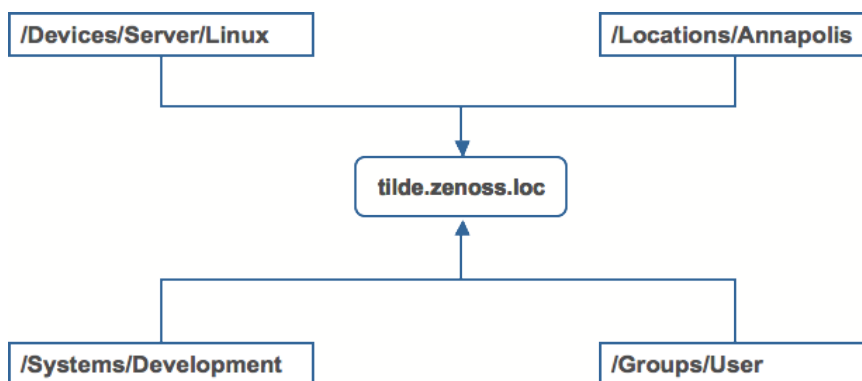 /Devices/Server/Linux
/Locations/Annapolis
tilde.zenoss.loc
/Systems/Development
/Groups/User